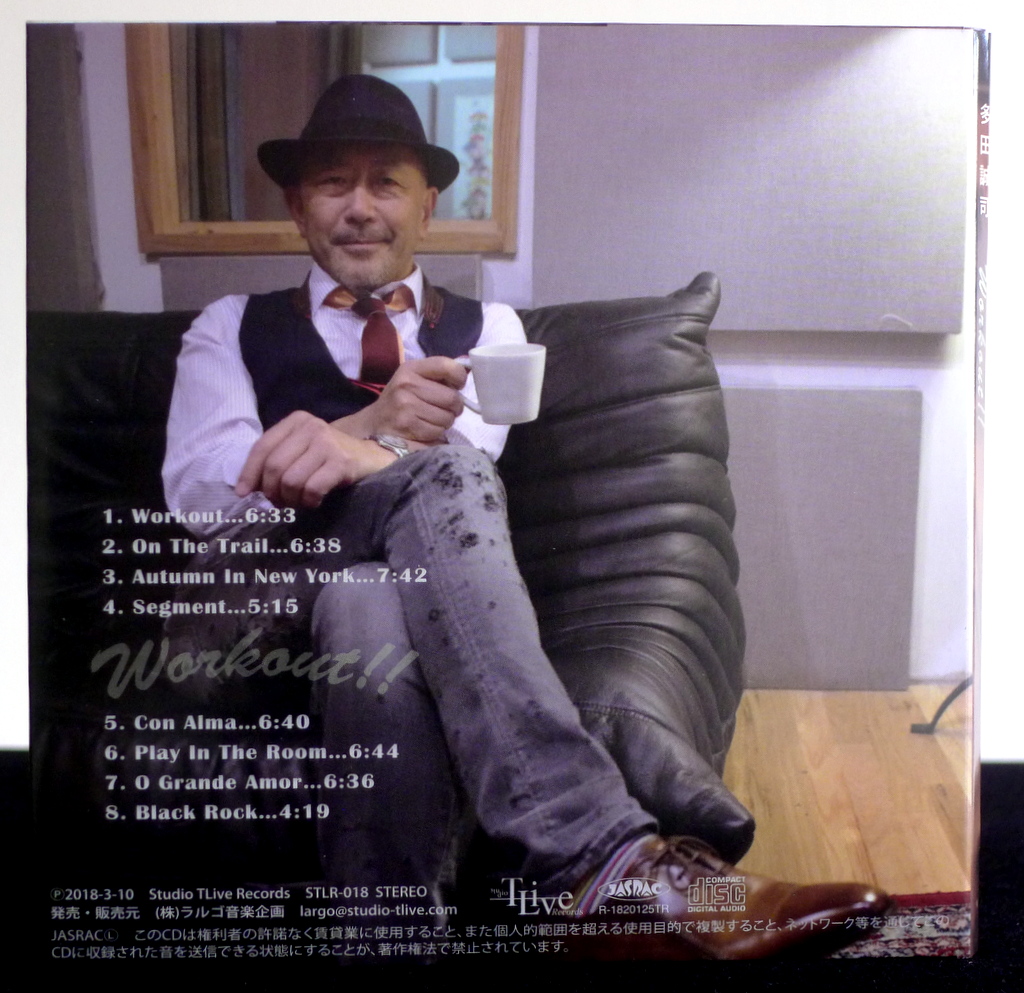 多田誠司 Workout!!
1. Workout...6:33
2. On The Trail...6:38
3. Autumn In New York...7:42
4. Segment...5:15
Workout!!
5. Con Alma...6:40
6. Play In The Room...6:44
7. O Grande Amor...6:36
8. Black Rock...4:19
Ⓟ2018-3-10 Studio TLive Records STLR-018 STEREO
発売・販売元 (株)ラルゴ音楽企画 largo@studio-tlive.com
Studio TLive Records
JASRAC
R-1820125TR
COMPACT disc DIGITAL AUDIO
JASRACⓁ このCDは権利者の許諾なく賃貸業に使用すること、また個人的範囲を超える使用目的で複製すること、ネットワーク等を通じてこの
CDに収録された音を送信できる状態にすることが、著作権法で禁止されています。